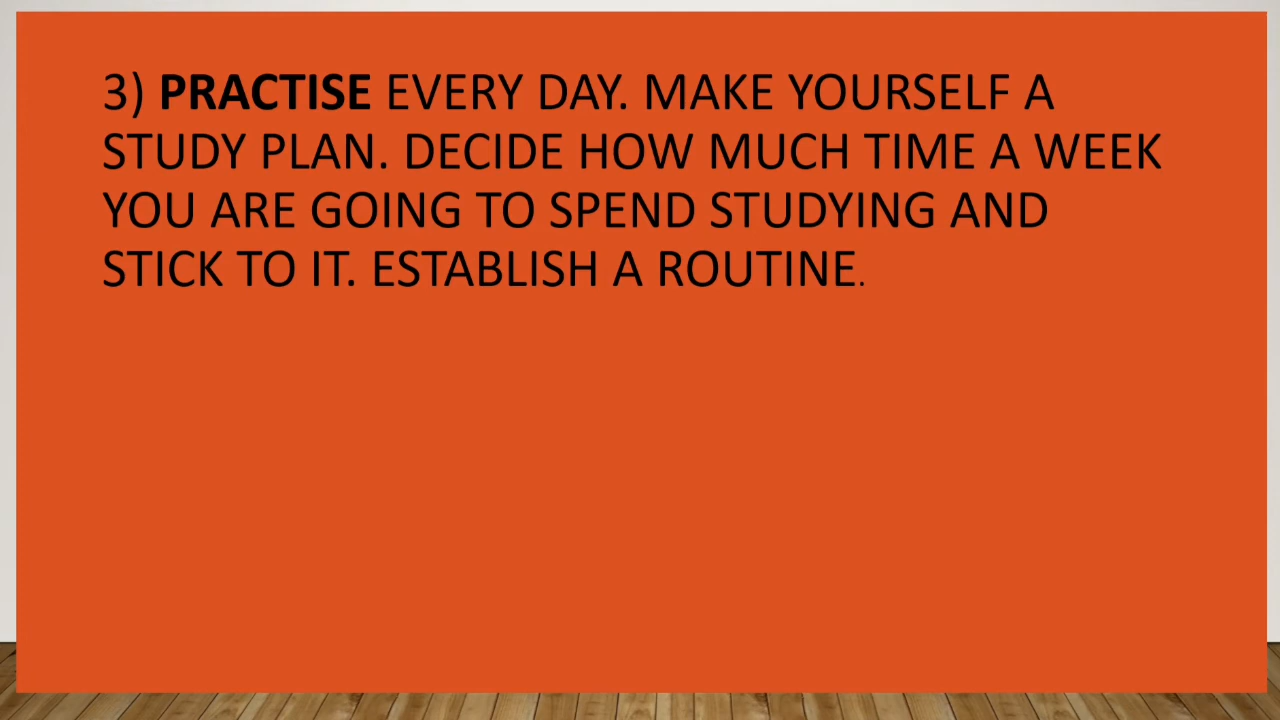 3) PRACTISE EVERY DAY. MAKE YOURSELF A
STUDY PLAN. DECIDE HOW MUCH TIME A WEEK
YOU ARE GOING TO SPEND STUDYING AND
STICK TO IT. ESTABLISH A ROUTINE.